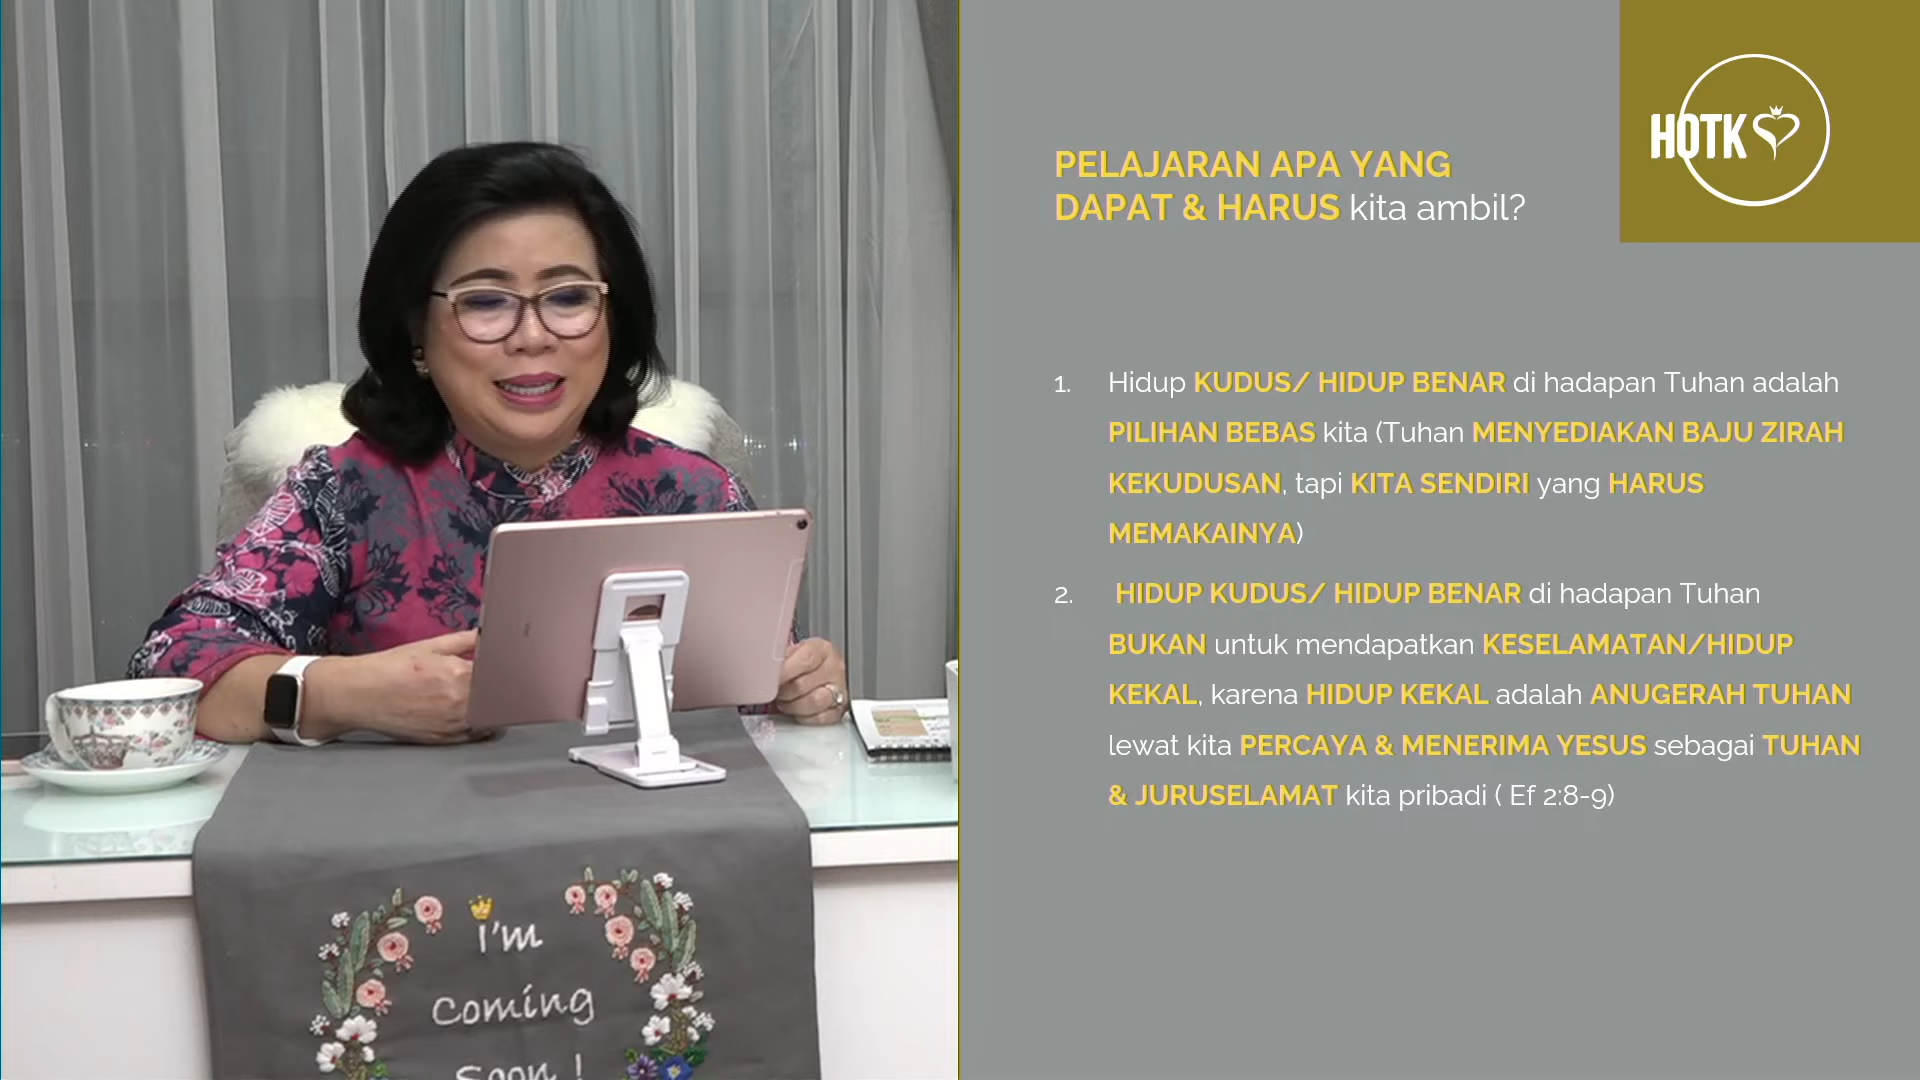 HOTK
PELAJARAN APA YANG
DAPAT & HARUS kita ambil?
1. Hidup KUDUS/ HIDUP BENAR di hadapan Tuhan adalah
PILIHAN BEBAS kita (Tuhan MENYEDIAKAN BAJU ZIRAH
KEKUDUSAN, tapi KITA SENDIRI yang HARUS
MEMAKAINYA)
2. HIDUP KUDUS/ HIDUP BENAR di hadapan Tuhan
BUKAN untuk mendapatkan KESELAMATAN/HIDUP
KEKAL, karena HIDUP KEKAL adalah ANUGERAH TUHAN
lewat kita PERCAYA & MENERIMA YESUS sebagai TUHAN
& JURUSELAMAT kita pribadi ( Ef 2:8-9)
I'm
Coming
Soon !